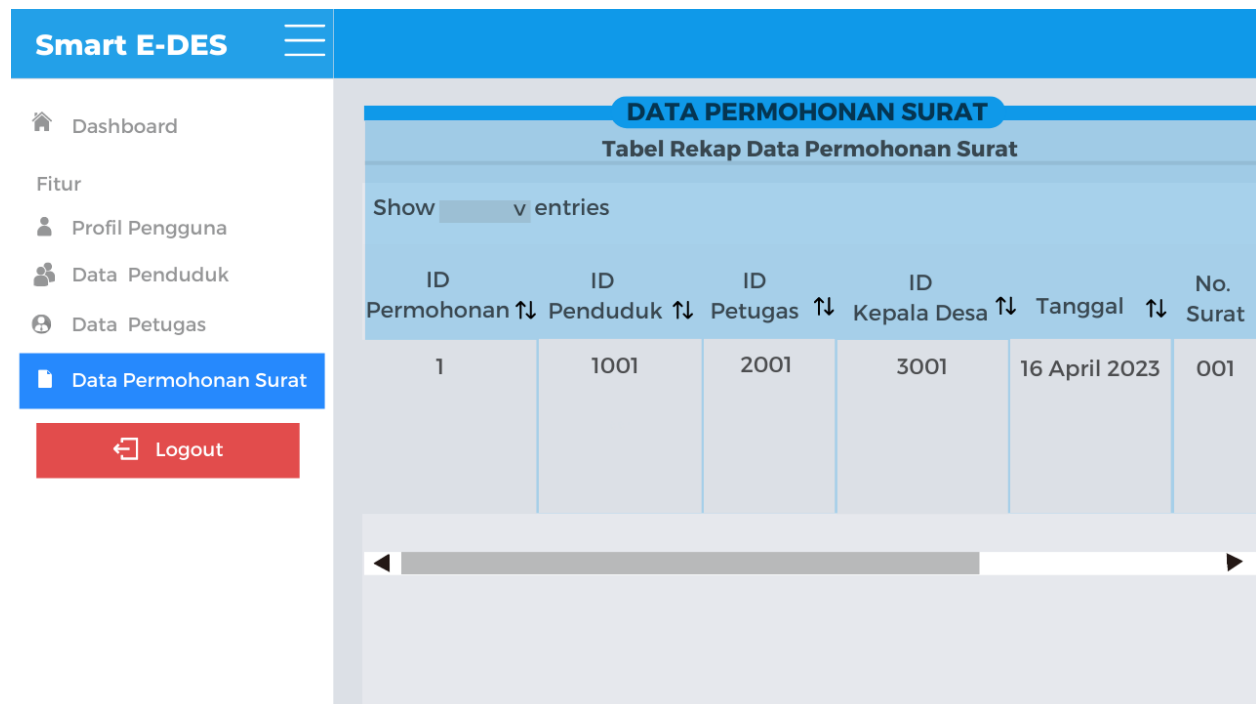 Smart E-DES
Dashboard
Fitur
Profil Pengguna
Data Penduduk
Data Petugas
Data Permohonan Surat
Logout
DATA PERMOHONAN SURAT
Tabel Rekap Data Permohonan Surat
Show v entries
ID Permohonan
ID Penduduk
ID Petugas
ID Kepala Desa
Tanggal
No. Surat
1 1001 2001 3001 16 April 2023 001